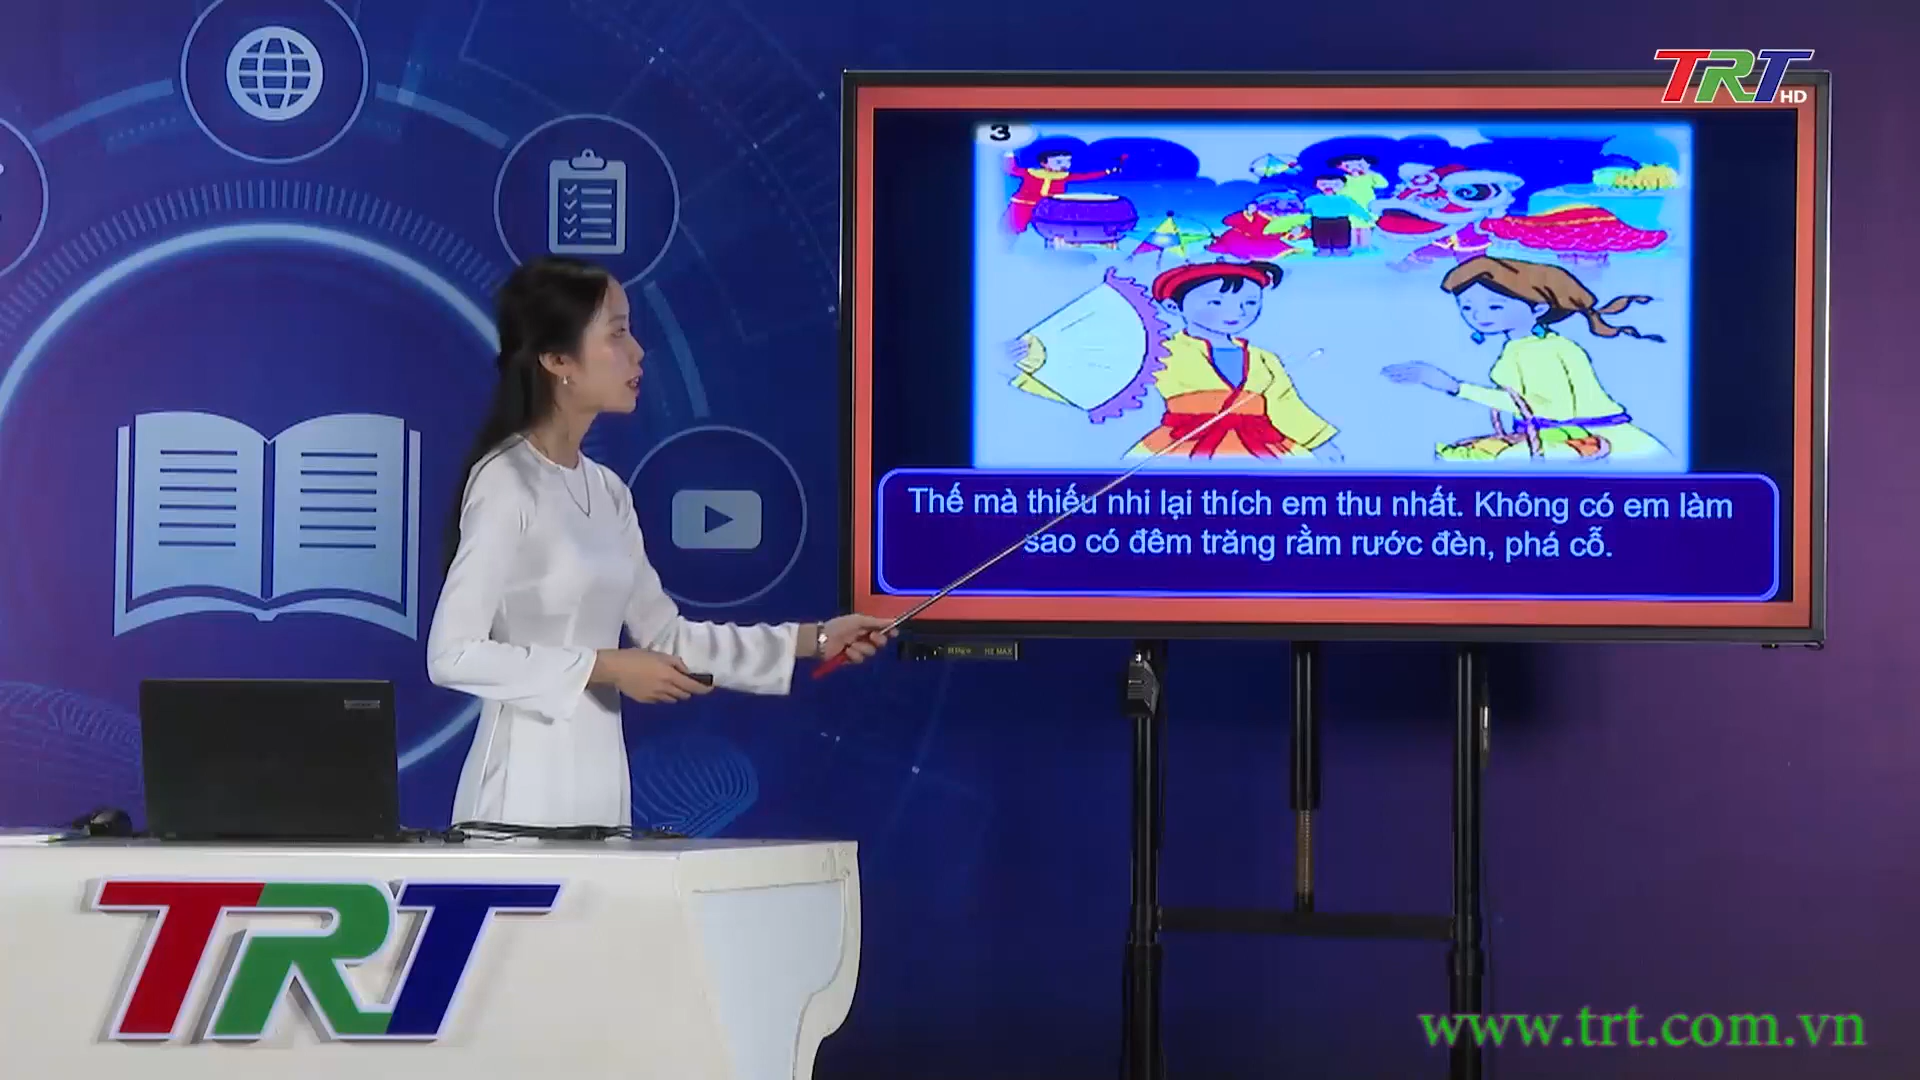 TRT HD
3
Thế mà thiếu nhi lại thích em thu nhất. Không có em làm
sao có đêm trăng rằm rước đèn, phá cỗ.
TRT
www.trt.com.vn